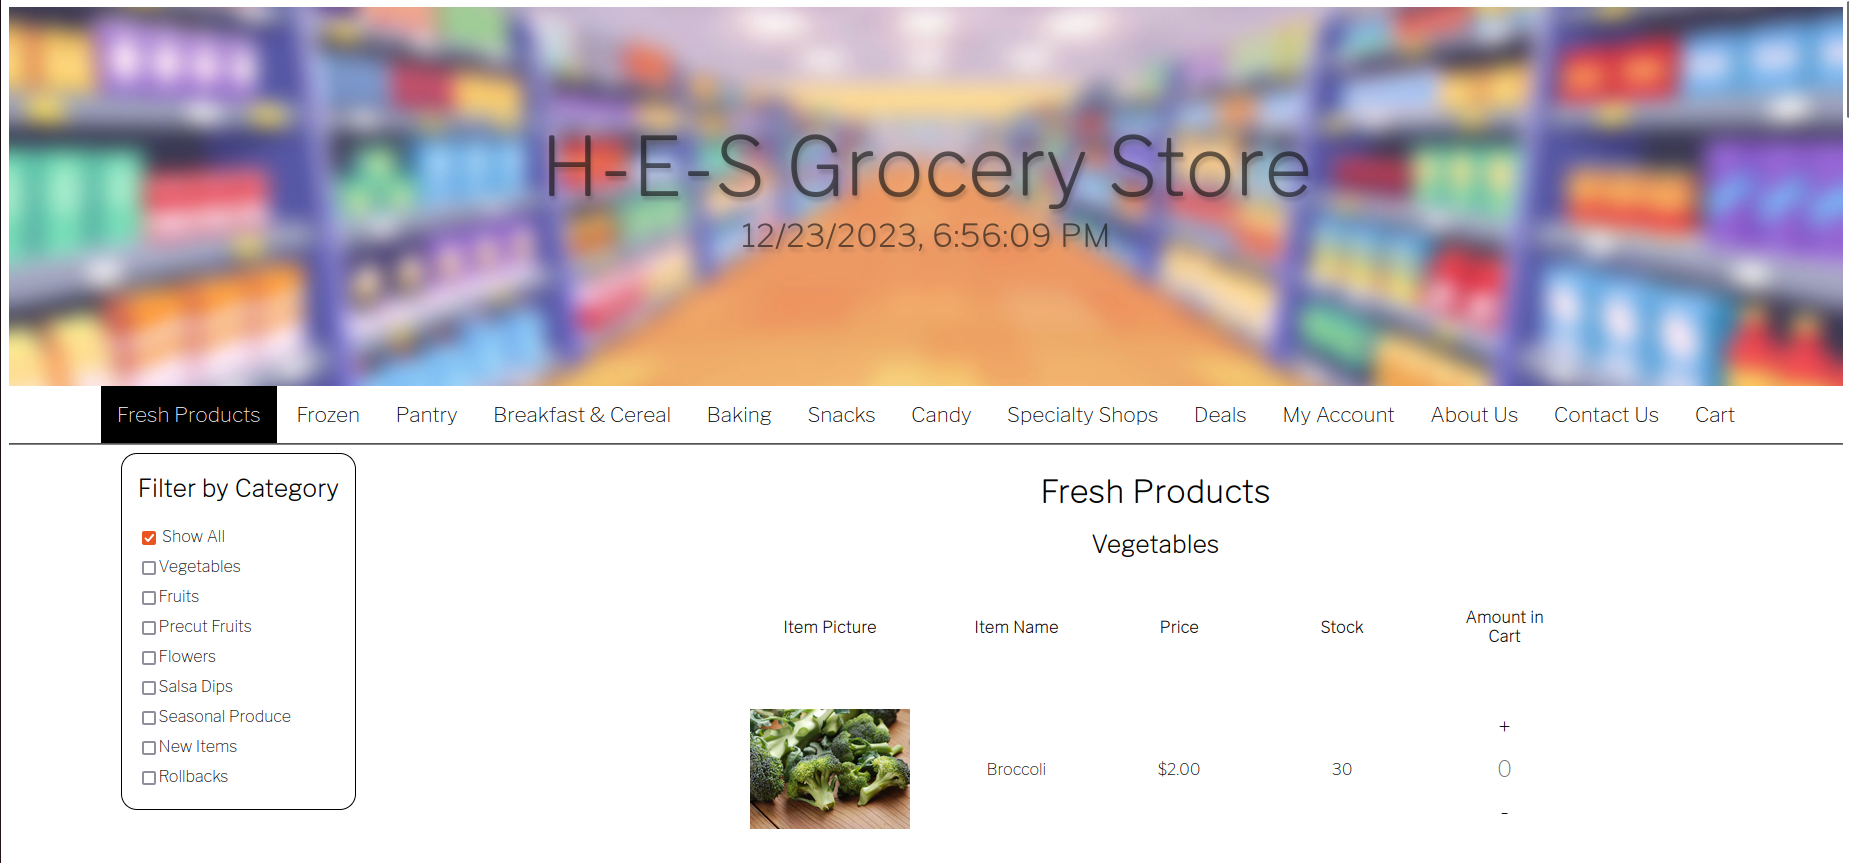 H-E-S Grocery Store
12/23/2023, 6:56:09 PM
Fresh Products Frozen Pantry Breakfast & Cereal Baking Snacks Candy Specialty Shops Deals My Account About Us Contact Us Cart
Filter by Category
Show All
Vegetables
Fruits
Precut Fruits
Flowers
Salsa Dips
Seasonal Produce
New Items
Rollbacks
Fresh Products
Vegetables
Item Picture Item Name Price Stock Amount in
Cart
+
Broccoli $2.00 30 0
-